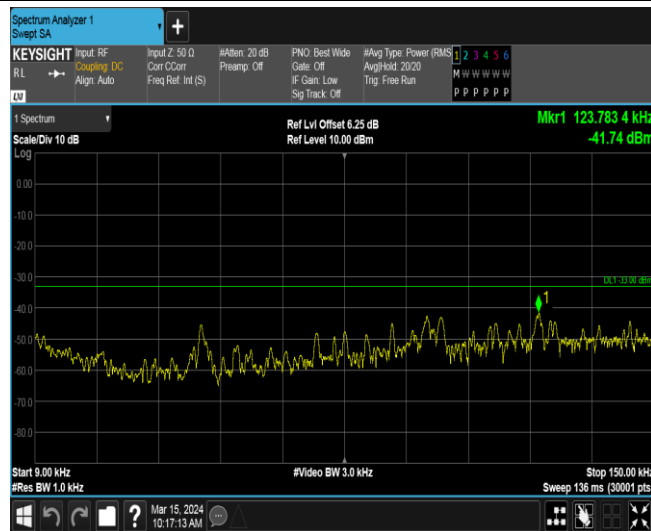 Spectrum Analyzer 1
Swept SA
+
KEYSIGHT
RL
LXI
Input: RF
Coupling: DC
Align: Auto
Input Z: 50 Ω
Corr CCorr
Freq Ref: Int (S)
#Atten: 20 dB
Preamp: Off
PNO: Best Wide
Gate: Off
IF Gain: Low
Sig Track: Off
#Avg Type: Power (RMS
Avg|Hold: 20/20
Trig: Free Run
1 2 3 4 5 6
M W W W W W
P P P P P P
1 Spectrum
Scale/Div 10 dB
Log
Ref Lvl Offset 6.25 dB
Ref Level 10.00 dBm
Mkr1 123.783 4 kHz
-41.74 dBm
0.00
-10.0
-20.0
-30.0
DL1 -33.00 dBm
1
-40.0
-50.0
-60.0
-70.0
-80.0
Start 9.00 kHz
#Video BW 3.0 kHz
Stop 150.00 kHz
#Res BW 1.0 kHz
Sweep 136 ms (30001 pts
?
Mar 15, 2024
10:17:13 AM